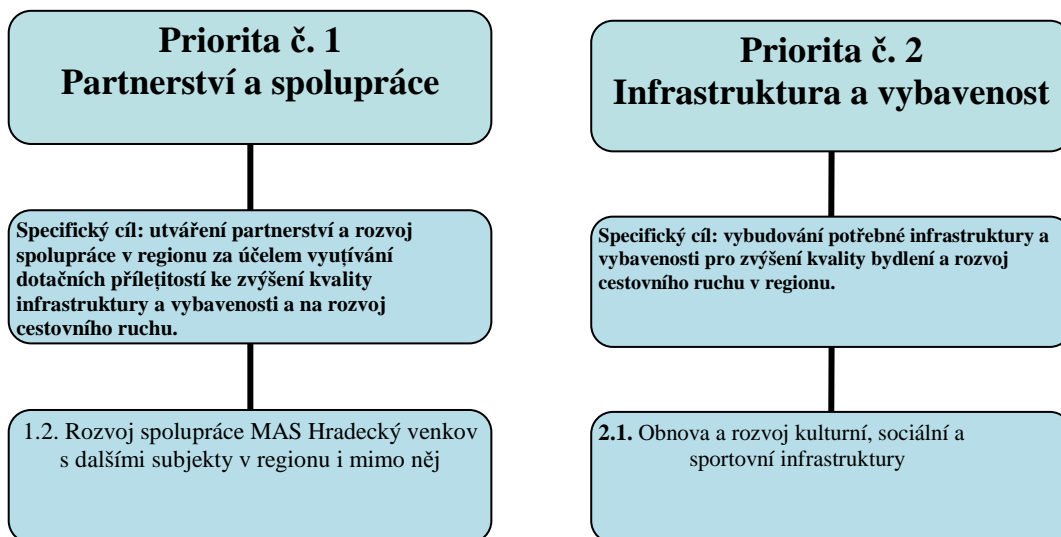 Priorita č. 1
Partnerství a spolupráce
Specifický cíl: utváření partnerství a rozvoj
spolupráce v regionu za účelem vyuţívání
dotačních příleţitostí ke zvýšení kvality
infrastruktury a vybavenosti a na rozvoj
cestovního ruchu.
1.2. Rozvoj spolupráce MAS Hradecký venkov
s dalšími subjekty v regionu i mimo něj
Priorita č. 2
Infrastruktura a vybavenost
Specifický cíl: vybudování potřebné infrastruktury a
vybavenosti pro zvýšení kvality bydlení a rozvoj
cestovního ruchu v regionu.
2.1. Obnova a rozvoj kulturní, sociální a
sportovní infrastruktury